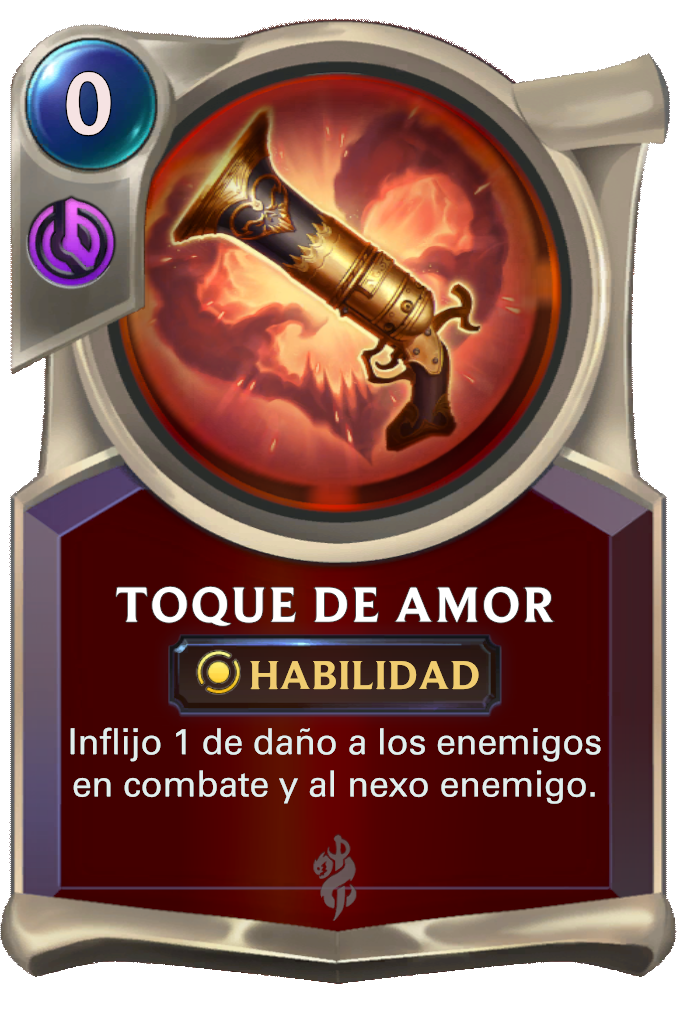 0
TOQUE DE AMOR
HABILIDAD
Inflijo 1 de daño a los enemigos
en combate y al nexo enemigo.